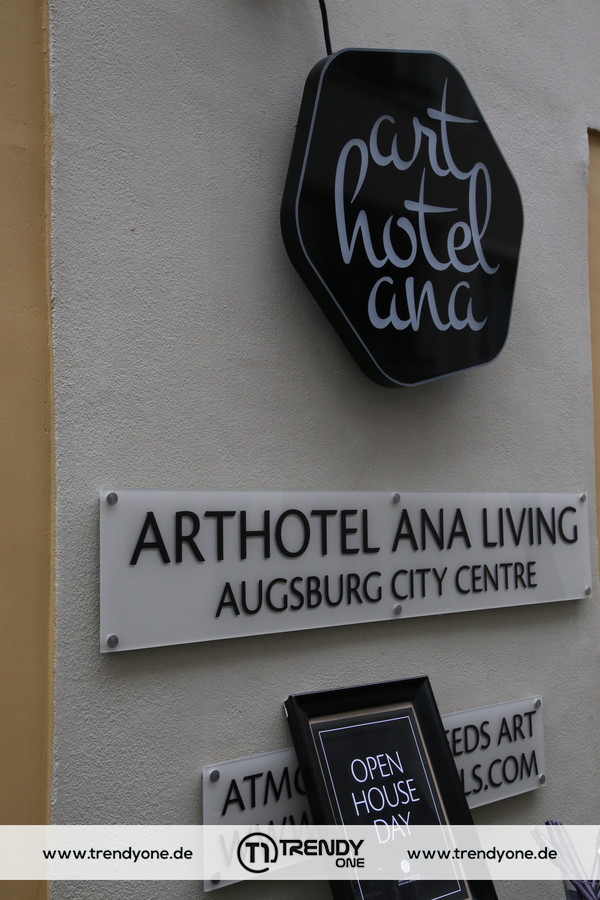 art
hotel
ana
ARTHOTEL ANA LIVING
AUGSBURG CITY CENTRE
ART
OPEN
HOUSE
DAY
www.trendyone.de
TRENDY
ONE
www.trendyone.de